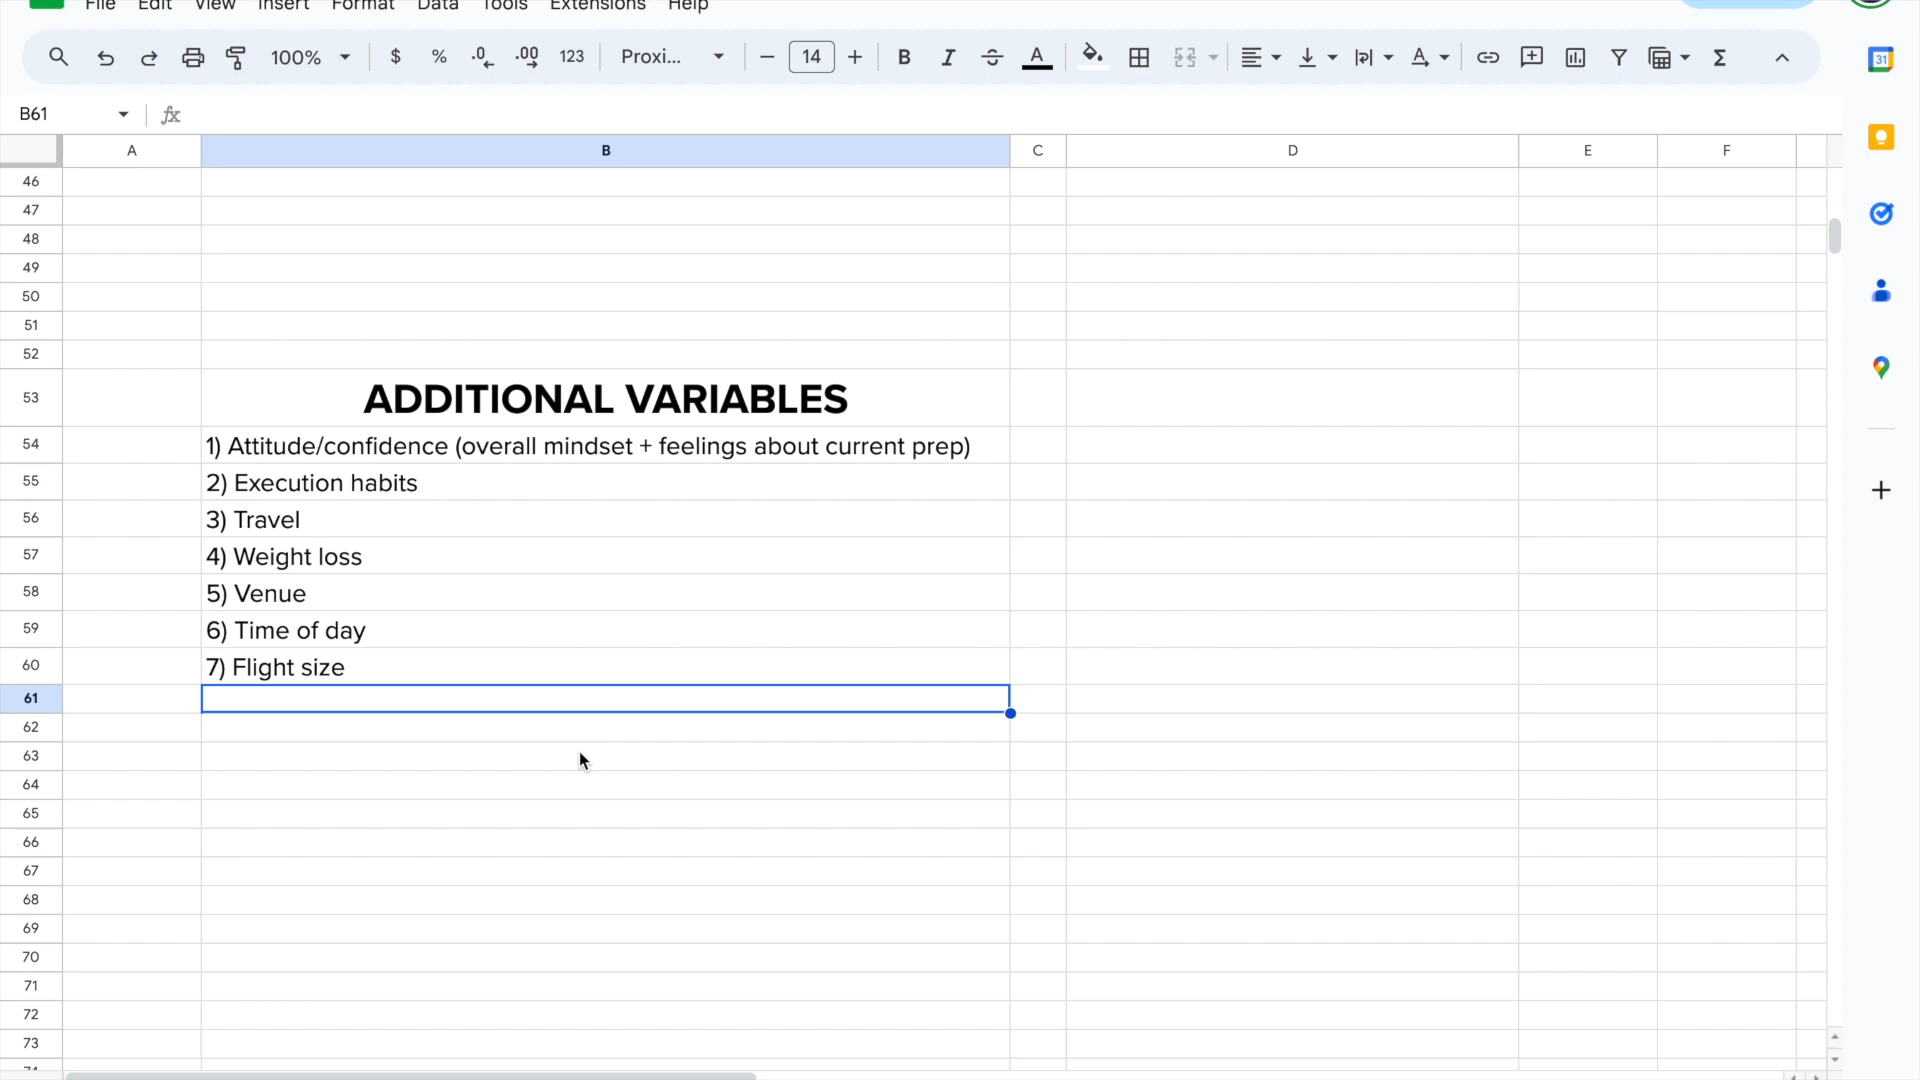 File Edit View Insert Format Data Tools Extensions Help
100% $ % .0 .00 123 Proxi... 14 B I A A Σ 31
B61 fx
A B C D E F
46
47
48
49
50
51
52
53 ADDITIONAL VARIABLES
54 1) Attitude/confidence (overall mindset + feelings about current prep)
55 2) Execution habits
56 3) Travel
57 4) Weight loss
58 5) Venue
59 6) Time of day
60 7) Flight size
61
62
63
64
65
66
67
68
69
70
71
72
73